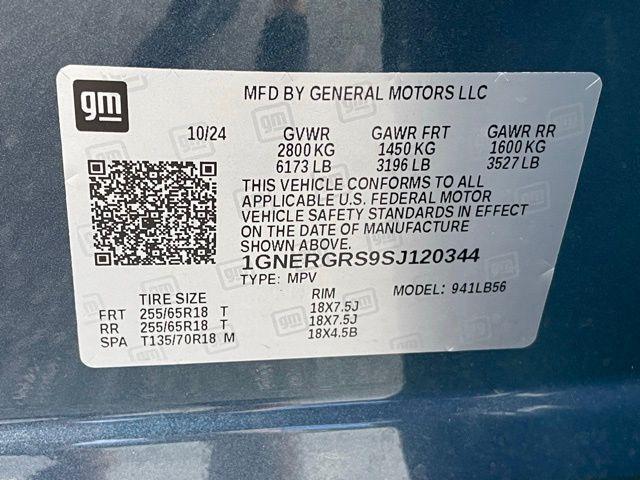 gm
MFD BY GENERAL MOTORS LLC
10/24 GVWR GAWR FRT GAWR RR
2800 KG 1450 KG 1600 KG
6173 LB 3196 LB 3527 LB
THIS VEHICLE CONFORMS TO ALL
APPLICABLE U.S. FEDERAL MOTOR
VEHICLE SAFETY STANDARDS IN EFFECT
ON THE DATE OF MANUFACTURE
SHOWN ABOVE.
1GNERGRS9SJ120344
TYPE: MPV MODEL: 941LB56
TIRE SIZE RIM
FRT 255/65R18 T 18X7.5J
RR 255/65R18 T 18X7.5J
SPA T135/70R18 M 18X4.5B